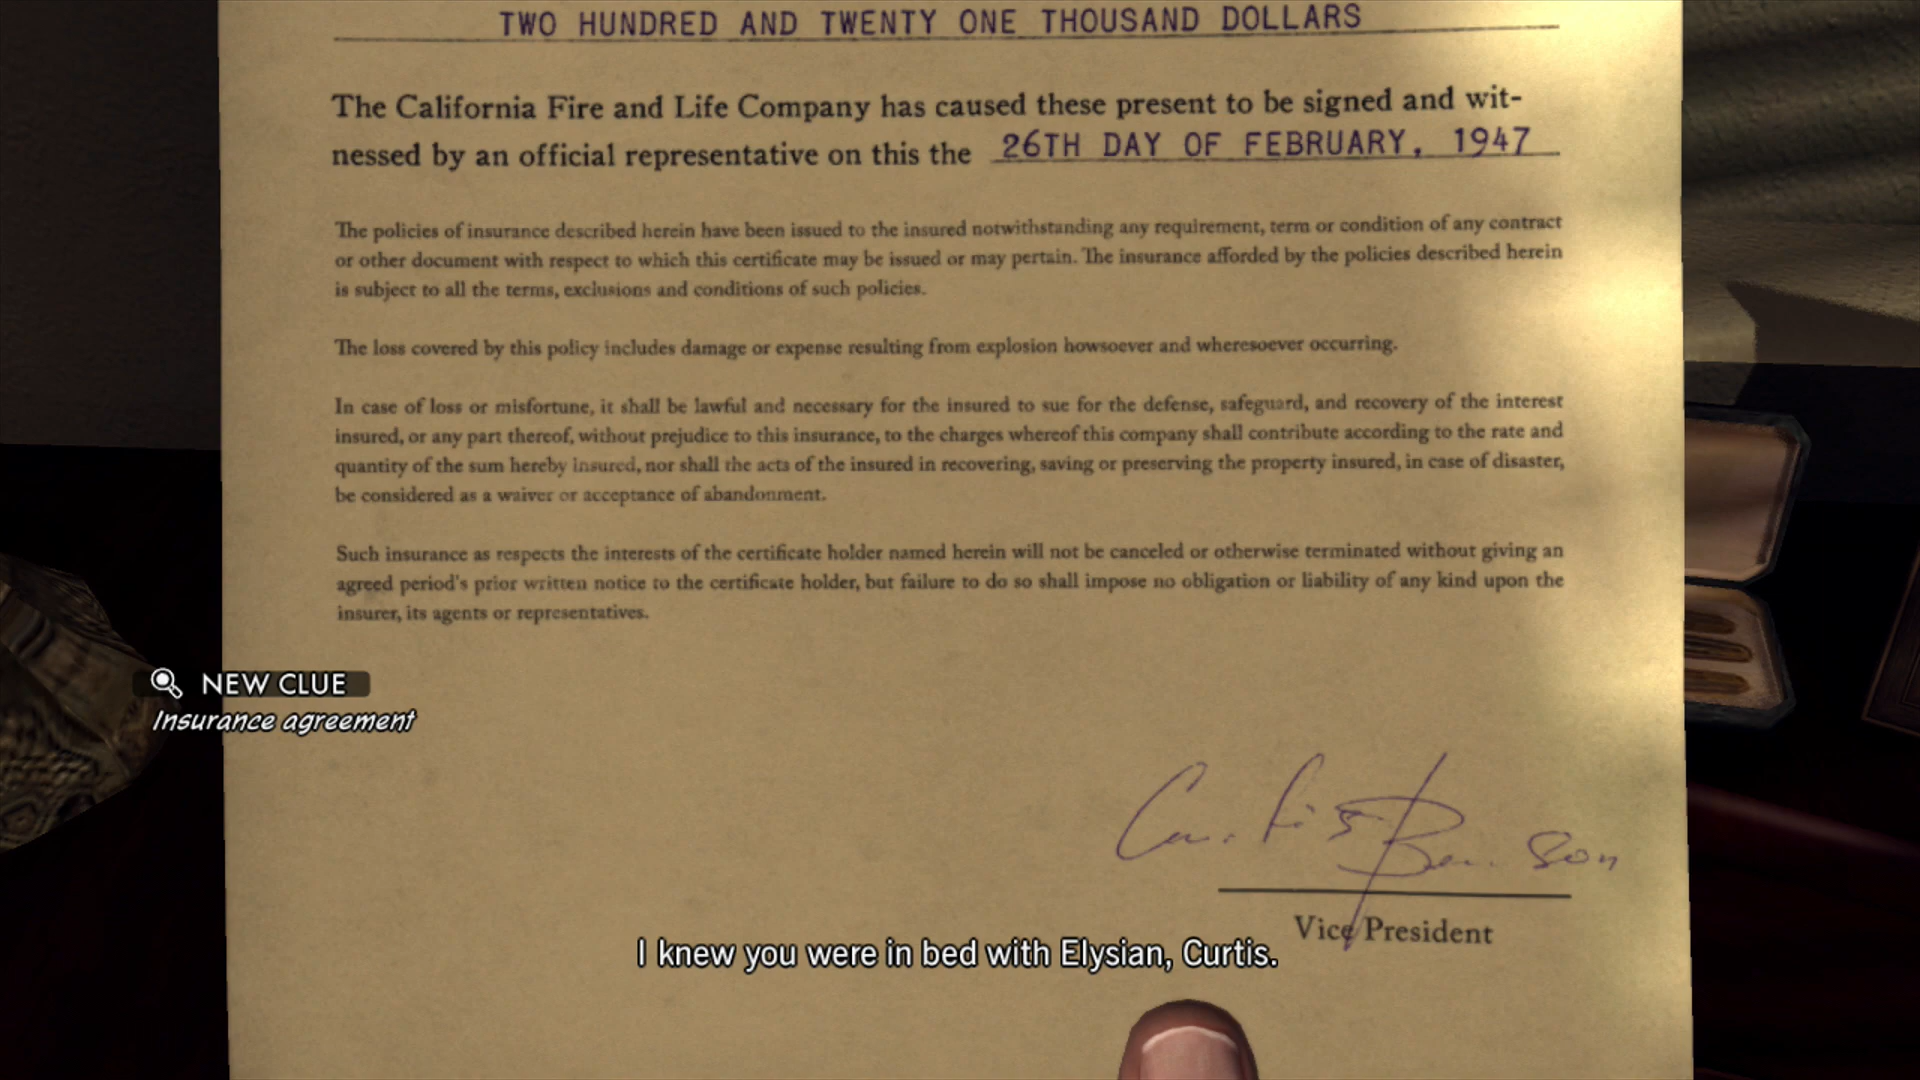 TWO HUNDRED AND TWENTY ONE THOUSAND DOLLARS
The California Fire and Life Company has caused these present to be signed and wit-
nessed by an official representative on this the 26TH DAY OF FEBRUARY, 1947
The policies of insurance described herein have been issued to the insured notwithstanding any requirement, term or condition of any contract
or other document with respect to which this certificate may be issued or may pertain. The insurance afforded by the policies described herein
is subject to all the terms, exclusions and conditions of such policies.
The loss covered by this policy includes damage or expense resulting from explosion howsoever and wheresoever occurring.
In case of loss or misfortune, it shall be lawful and necessary for the insured to sue for the defense, safeguard, and recovery of the interest
insured, or any part thereof, without prejudice to this insurance, to the charges whereof this company shall contribute according to the rate and
quantity of the sum hereby insured, nor shall the acts of the insured in recovering, saving or preserving the property insured, in case of disaster,
be considered as a waiver or acceptance of abandonment.
Such insurance as respects the interests of the certificate holder named herein will not be canceled or otherwise terminated without giving an
agreed period's prior written notice to the certificate holder, but failure to do so shall impose no obligation or liability of any kind upon the
insurer, its agents or representatives.
NEW CLUE
Insurance agreement
Curtis Benson
Vice President
I knew you were in bed with Elysian, Curtis.